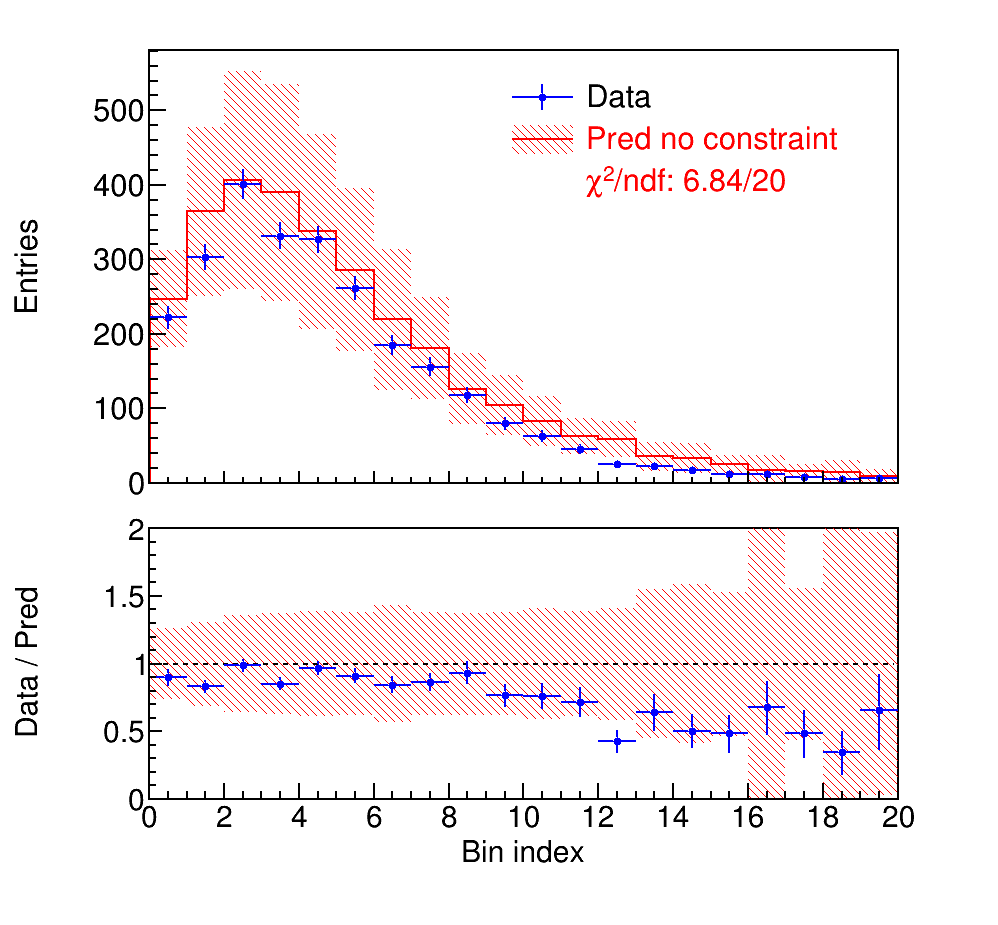 Entries
500
400
300
200
100
0
Data
Pred no constraint
χ²/ndf: 6.84/20
Data / Pred
2
1.5
1
0.5
0
0 2 4 6 8 10 12 14 16 18 20
Bin index